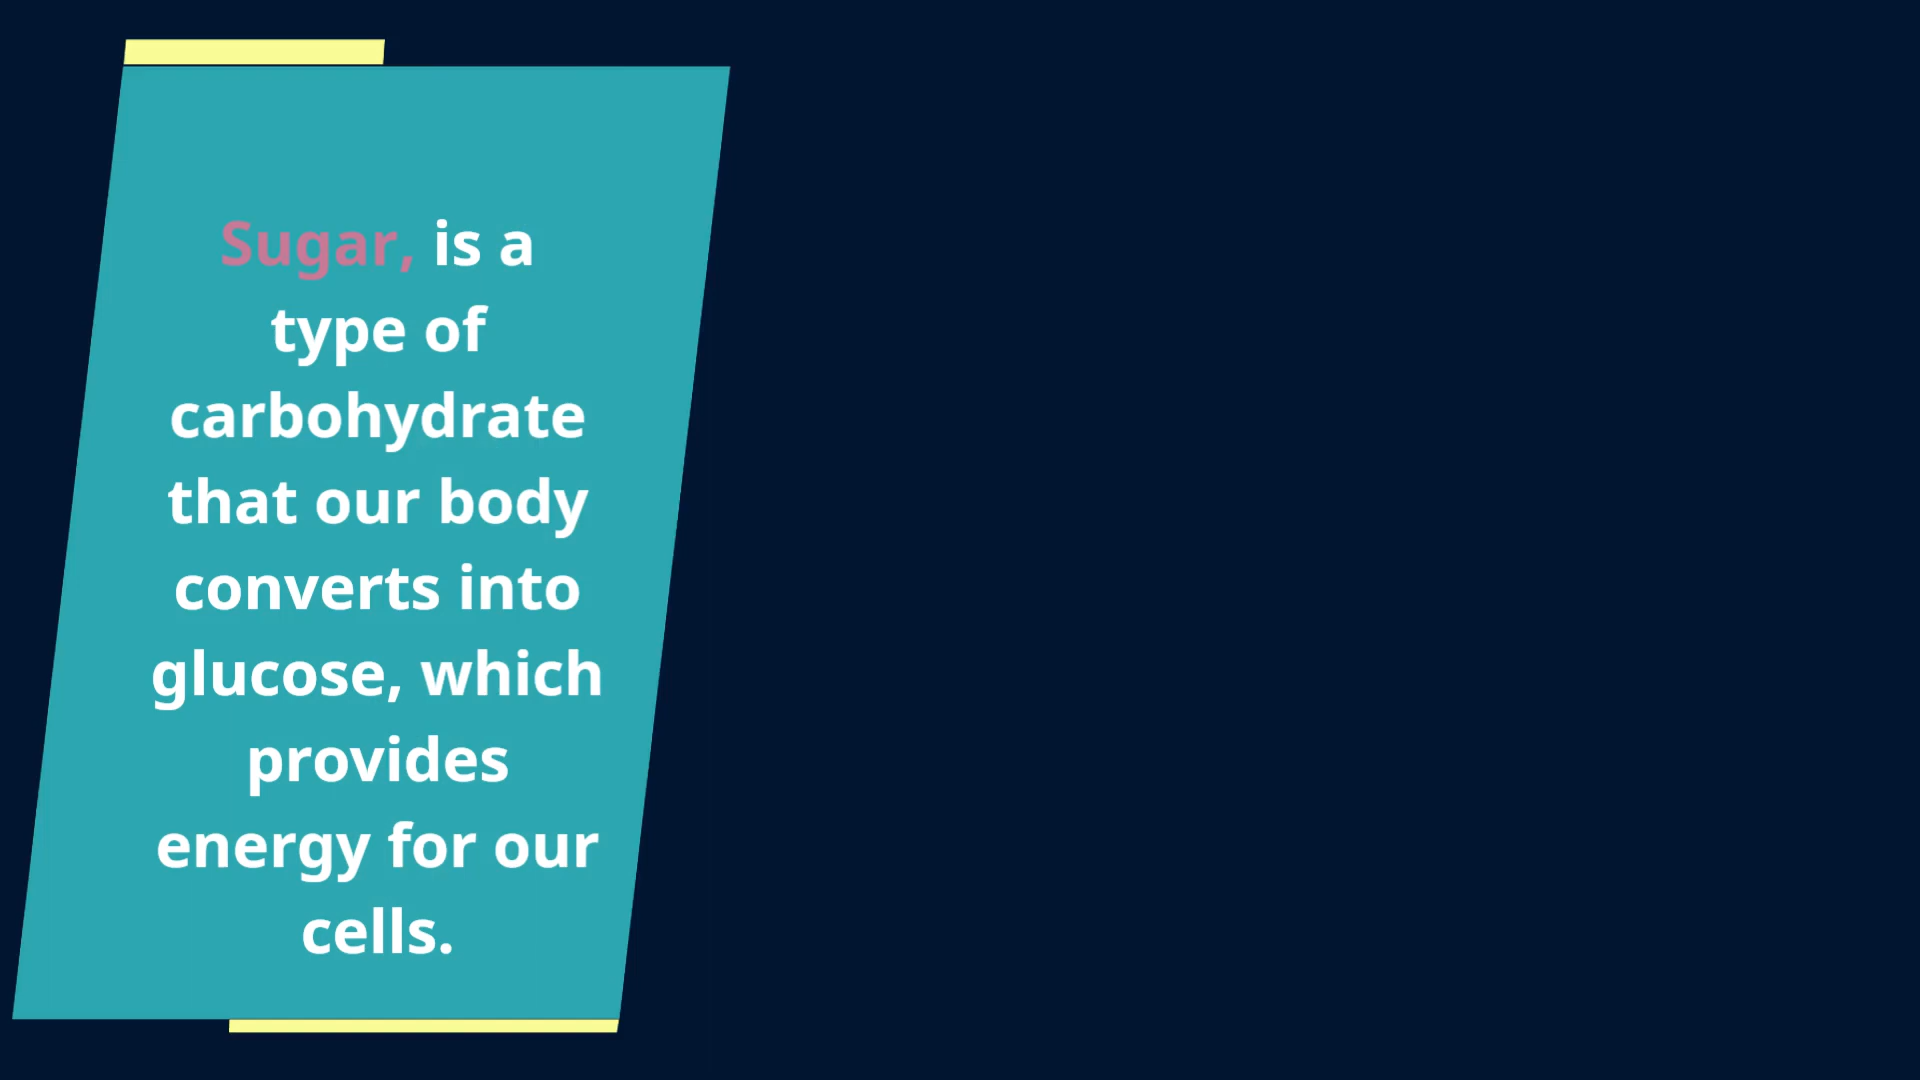 Sugar, is a
type of
carbohydrate
that our body
converts into
glucose, which
provides
energy for our
cells.